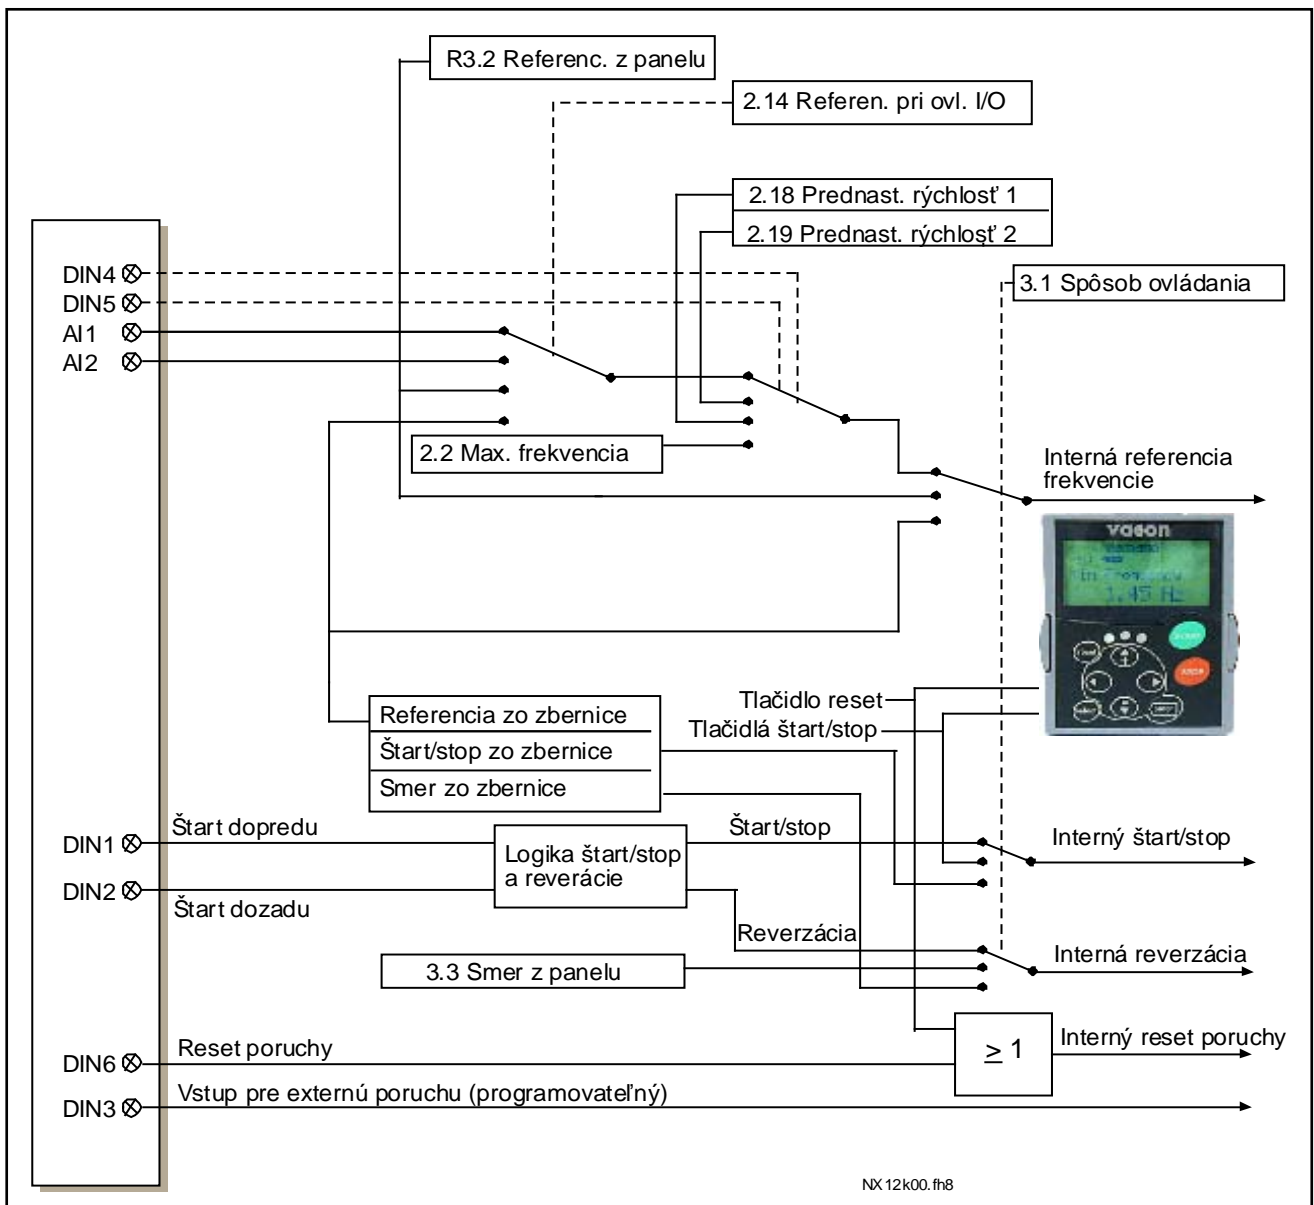 R3.2 Referenc. z panelu
2.14 Referen. pri ovl. I/O
2.18 Prednast. rýchlosť 1
2.19 Prednast. rýchlosť 2
DIN4
DIN5
3.1 Spôsob ovládania
AI1
AI2
2.2 Max. frekvencia
Interná referencia
frekvencie
vacon
1.45 Hz
Tlačidlo reset
Tlačidlá štart/stop
Referencia zo zbernice
Štart/stop zo zbernice
Smer zo zbernice
DIN1
Štart dopredu
Logika štart/stop
a reverácie
Štart/stop
Interný štart/stop
DIN2
Štart dozadu
Reverzácia
Interná reverzácia
3.3 Smer z panelu
DIN6
Reset poruchy
≥ 1
Interný reset poruchy
DIN3
Vstup pre externú poruchu (programovateľný)
NX12k00.fh8